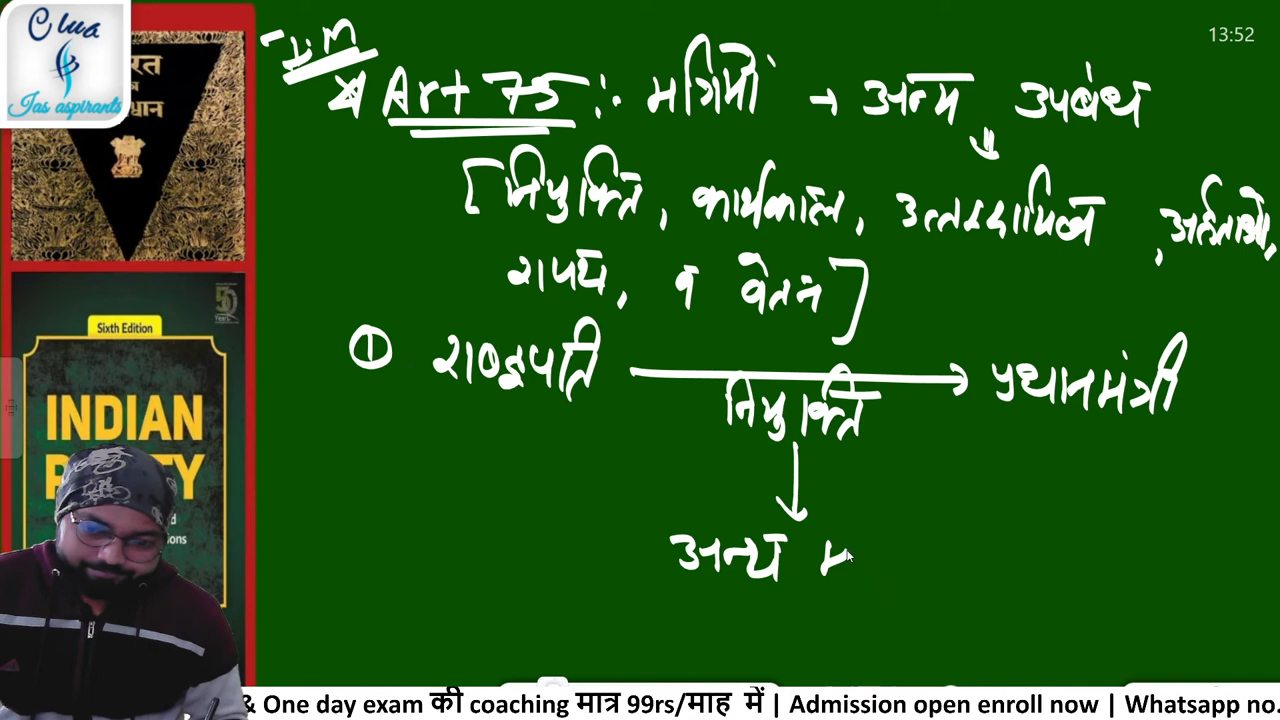 Clua
Ias aspirants
13:52
I.M
Art 75 :- मंत्रियों → अन्य उपबंध
[नियुक्ति, कार्यकाल, उत्तरदायित्व, अर्हताएं,
शपथ, व वेतन]
① राष्ट्रपति → प्रधानमंत्री
नियुक्ति
अन्य म
Sixth Edition
INDIAN
POLITY
& One day exam की coaching मात्र 99rs/माह में | Admission open enroll now | Whatsapp no.